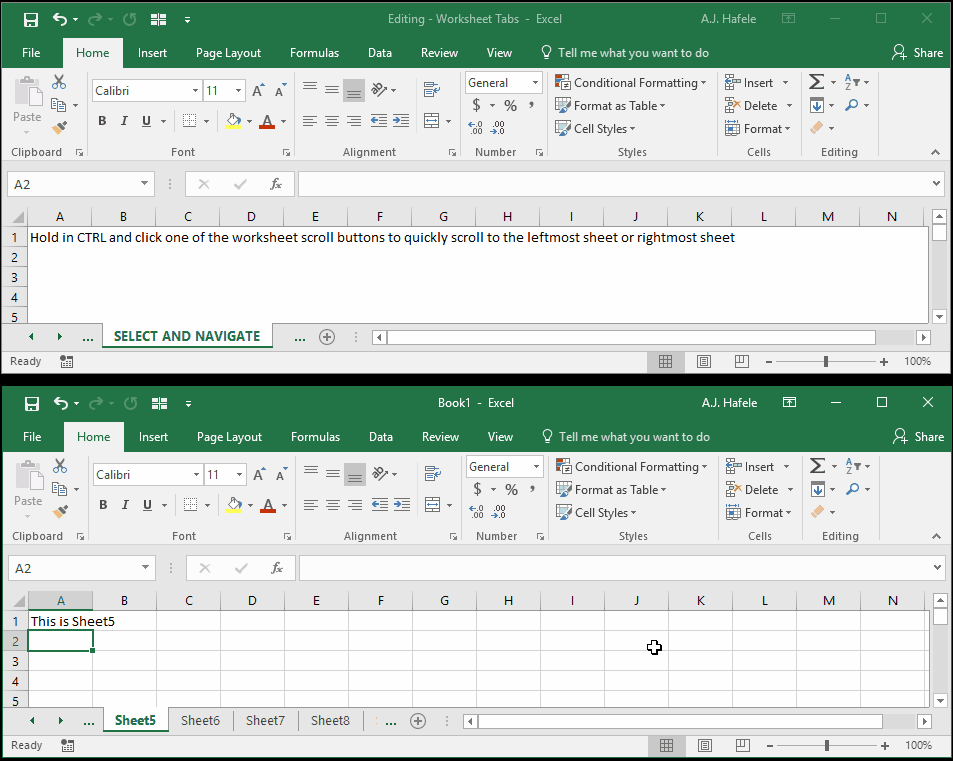 Editing - Worksheet Tabs - Excel A.J. Hafele
File Home Insert Page Layout Formulas Data Review View Tell me what you want to do Share
Calibri 11 A A General Conditional Formatting Insert Σ A Z
Paste B I U A $ % , Format as Table Delete
←.0 .00 .00 →.0 Cell Styles Format
Clipboard Font Alignment Number Styles Cells Editing
A2 fx
A B C D E F G H I J K L M N
1 Hold in CTRL and click one of the worksheet scroll buttons to quickly scroll to the leftmost sheet or rightmost sheet
2
3
4
5
... SELECT AND NAVIGATE ...
Ready 100%
Book1 - Excel A.J. Hafele
File Home Insert Page Layout Formulas Data Review View Tell me what you want to do Share
Calibri 11 A A General Conditional Formatting Insert Σ A Z
Paste B I U A $ % , Format as Table Delete
←.0 .00 .00 →.0 Cell Styles Format
Clipboard Font Alignment Number Styles Cells Editing
A2 fx
A B C D E F G H I J K L M N
1 This is Sheet5
2
3
4
5
... Sheet5 Sheet6 Sheet7 Sheet8 ...
Ready 100%